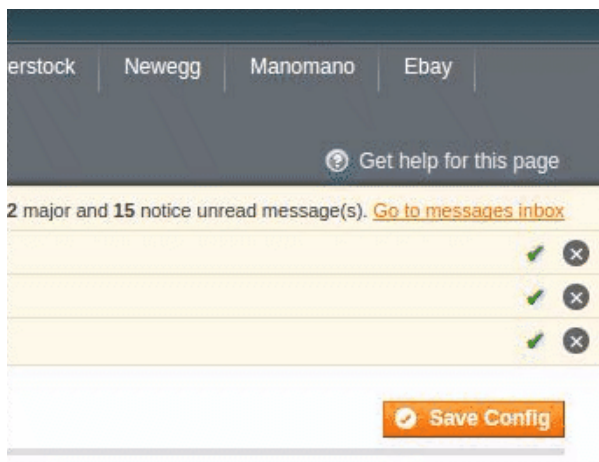 erstock Newegg Manomano Ebay
Get help for this page
2 major and 15 notice unread message(s). Go to messages inbox
Save Config